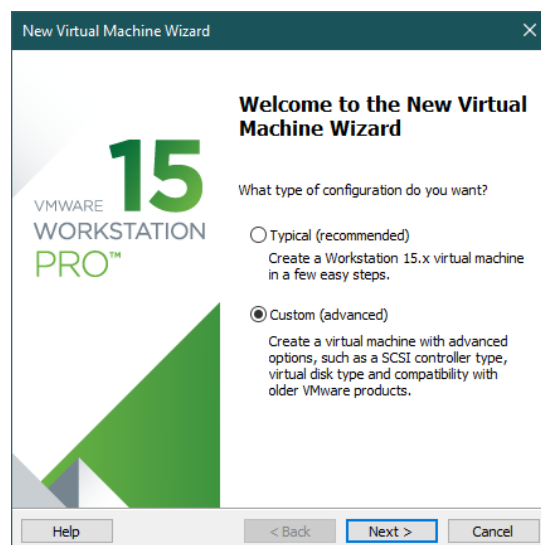 New Virtual Machine Wizard
Welcome to the New Virtual
Machine Wizard
15
VMWARE
WORKSTATION
PRO™
What type of configuration do you want?
Typical (recommended)
Create a Workstation 15.x virtual machine
in a few easy steps.
Custom (advanced)
Create a virtual machine with advanced
options, such as a SCSI controller type,
virtual disk type and compatibility with
older VMware products.
Help
< Back
Next >
Cancel